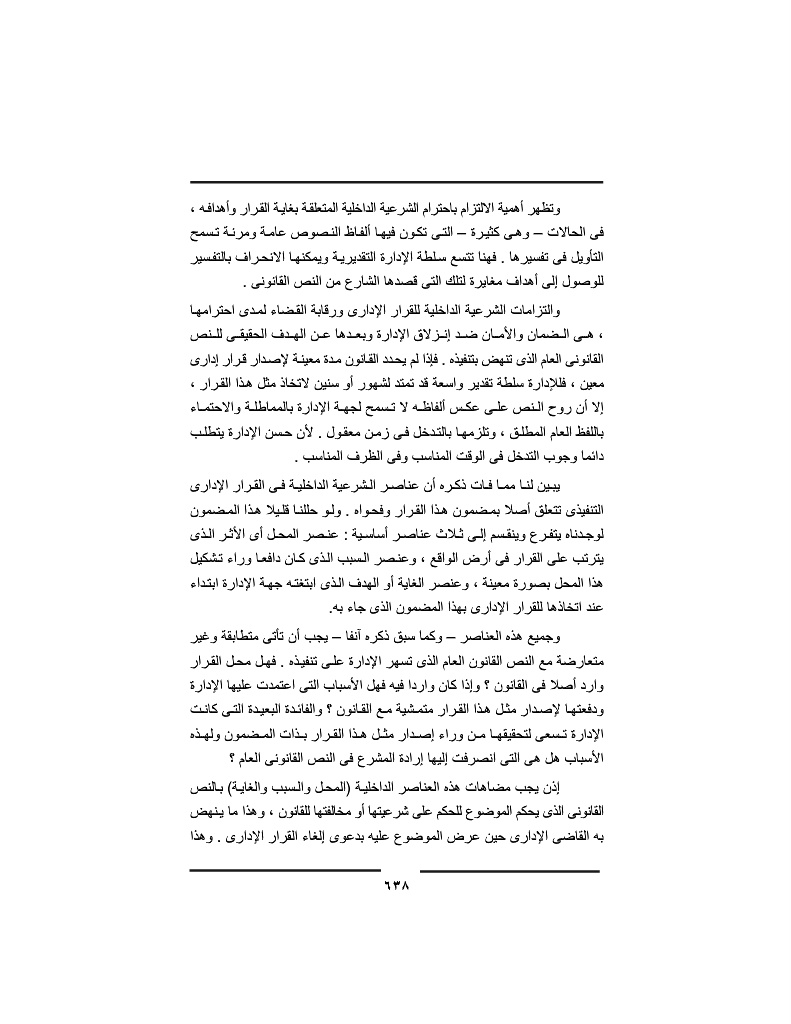 وتظهر أهمية الالتزام باحترام الشرعية الداخلية المتعلقة بغاية القرار وأهدافه ،
فى الحالات – وهى كثيرة – التى تكون فيها ألفاظ النصوص عامة ومرنة تسمح
التأويل فى تفسيرها . فهنا تتسع سلطة الإدارة التقديرية ويمكنها الانحراف بالتفسير
للوصول إلى أهداف مغايرة لتلك التى قصدها الشارع من النص القانونى .
والتزامات الشرعية الداخلية للقرار الإدارى ورقابة القضاء لمدى احترامها
، هى الضمان والأمان ضد إنزلاق الإدارة وبعدها عن الهدف الحقيقى للنص
القانونى العام الذى تنهض بتنفيذه . فإذا لم يحدد القانون مدة معينة لإصدار قرار إدارى
معين ، فللإدارة سلطة تقدير واسعة قد تمتد لشهور أو سنين لاتخاذ مثل هذا القرار ،
إلا أن روح النص على عكس ألفاظه لا تسمح لجهة الإدارة بالمماطلة والاحتماء
باللفظ العام المطلق ، وتلزمها بالتدخل فى زمن معقول . لأن حسن الإدارة يتطلب
دائما وجوب التدخل فى الوقت المناسب وفى الظرف المناسب .
يبين لنا مما فات ذكره أن عناصر الشرعية الداخلية فى القرار الإدارى
التنفيذى تتعلق أصلا بمضمون هذا القرار وفحواه . ولو حللنا قليلا هذا المضمون
لوجدناه يتفرع وينقسم إلى ثلاث عناصر أساسية : عنصر المحل أى الأثر الذى
يترتب على القرار فى أرض الواقع ، وعنصر السبب الذى كان دافعا وراء تشكيل
هذا المحل بصورة معينة ، وعنصر الغاية أو الهدف الذى ابتغته جهة الإدارة ابتداء
عند اتخاذها للقرار الإدارى بهذا المضمون الذى جاء به.
وجميع هذه العناصر – وكما سبق ذكره آنفا – يجب أن تأتى متطابقة وغير
متعارضة مع النص القانون العام الذى تسهر الإدارة على تنفيذه . فهل محل القرار
وارد أصلا فى القانون ؟ وإذا كان واردا فيه فهل الأسباب التى اعتمدت عليها الإدارة
ودفعتها لإصدار مثل هذا القرار متمشية مع القانون ؟ والفائدة البعيدة التى كانت
الإدارة تسعى لتحقيقها من وراء إصدار مثل هذا القرار بذات المضمون ولهذه
الأسباب هل هى التى انصرفت إليها إرادة المشرع فى النص القانونى العام ؟
إذن يجب مضاهات هذه العناصر الداخلية (المحل والسبب والغاية) بالنص
القانونى الذى يحكم الموضوع للحكم على شرعيتها أو مخالفتها للقانون ، وهذا ما ينهض
به القاضى الإدارى حين عرض الموضوع عليه بدعوى إلغاء القرار الإدارى . وهذا
٦٣٨